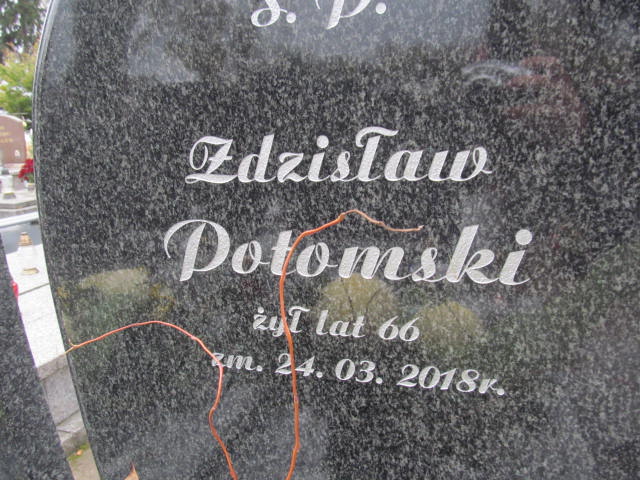 Ś. P.
Zdzisław
Potomski
żył lat 66
zm. 24. 03. 2018r.